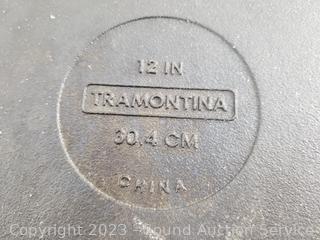 12 IN
TRAMONTINA
30.4 CM
CHINA
Copyright 2023 - Sound Auction Service